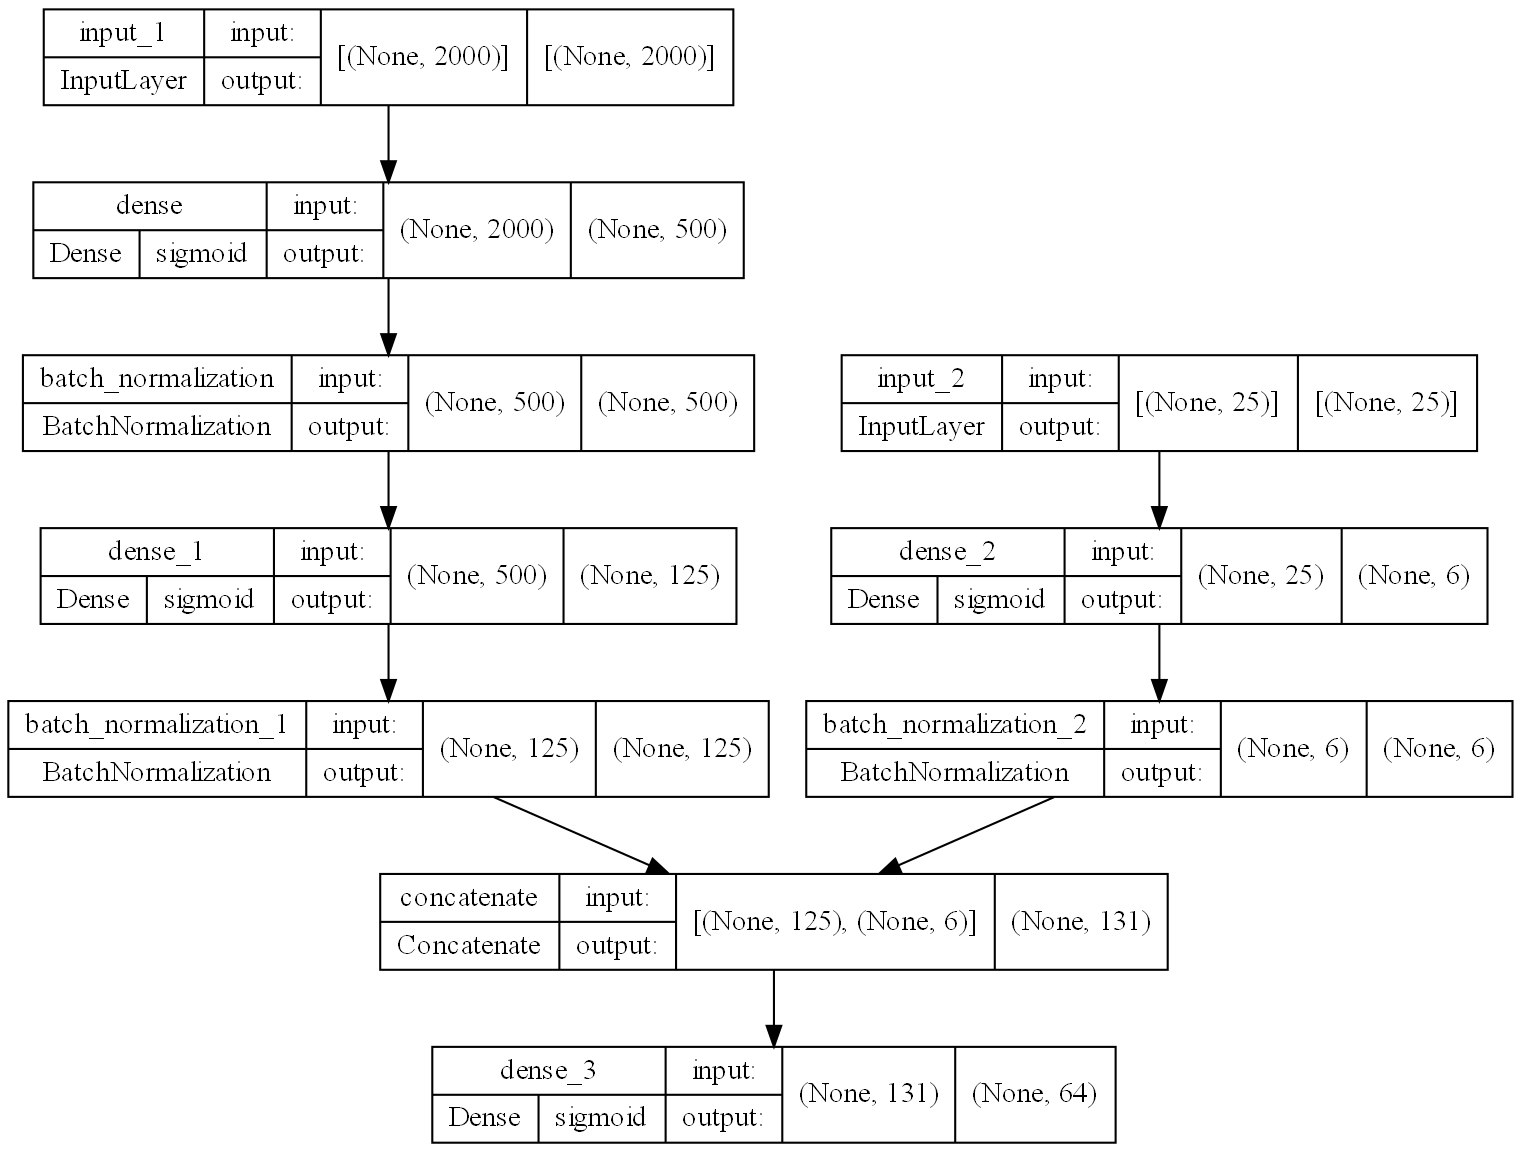 input_1 input: [(None, 2000)] [(None, 2000)]
InputLayer output:
dense input: (None, 2000) (None, 500)
Dense sigmoid output:
batch_normalization input: (None, 500) (None, 500)
BatchNormalization output:
input_2 input: [(None, 25)] [(None, 25)]
InputLayer output:
dense_1 input: (None, 500) (None, 125)
Dense sigmoid output:
dense_2 input: (None, 25) (None, 6)
Dense sigmoid output:
batch_normalization_1 input: (None, 125) (None, 125)
BatchNormalization output:
batch_normalization_2 input: (None, 6) (None, 6)
BatchNormalization output:
concatenate input: [(None, 125), (None, 6)] (None, 131)
Concatenate output:
dense_3 input: (None, 131) (None, 64)
Dense sigmoid output: